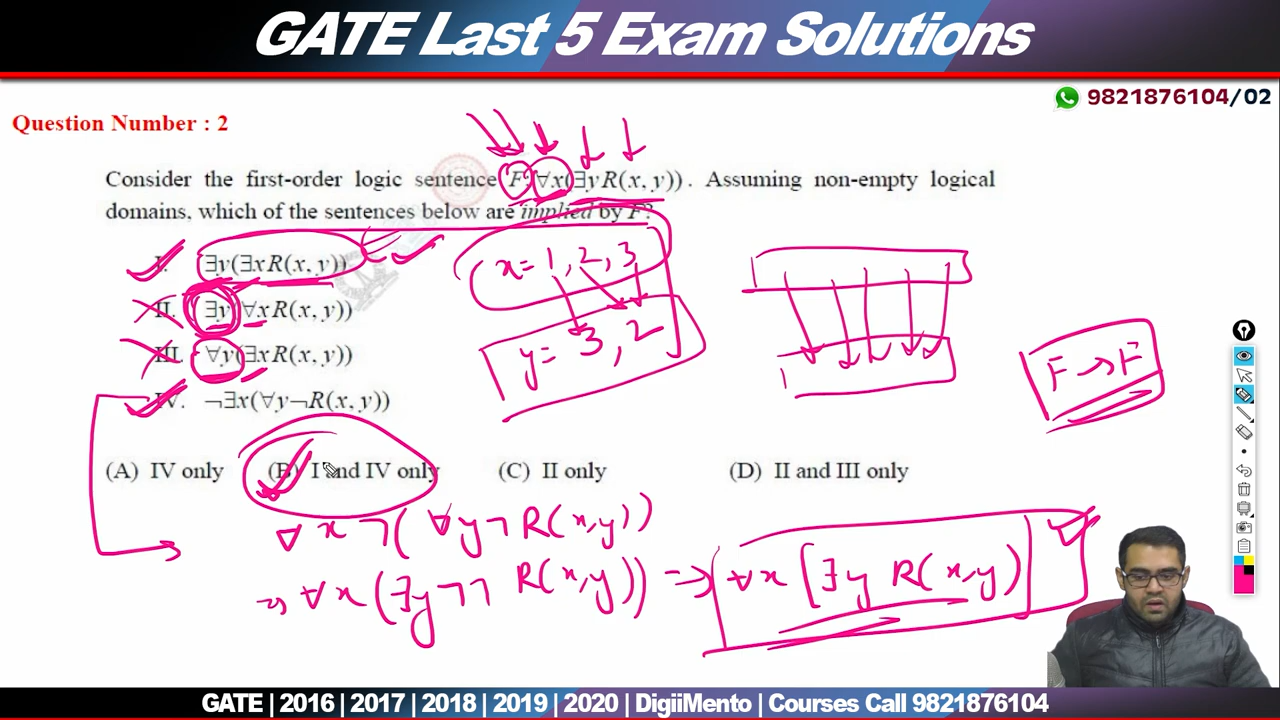 GATE Last 5 Exam Solutions
9821876104/02
Question Number : 2
Consider the first-order logic sentence F: ∀x(∃yR(x, y)). Assuming non-empty logical
domains, which of the sentences below are implied by F?
I. ∃y(∃xR(x, y))
II. ∃y(∀xR(x, y))
III. ∀y(∃xR(x, y))
IV. ¬∃x(∀y¬R(x, y))
x = 1, 2, 3
y = 3, 2
F → F
(A) IV only (B) I and IV only (C) II only (D) II and III only
∀x ¬(∀y ¬R(x,y))
⇒ ∀x (∃y ¬¬ R(x,y)) ⇒ ∀x [∃y R(x,y)]
GATE | 2016 | 2017 | 2018 | 2019 | 2020 | DigiiMento | Courses Call 9821876104